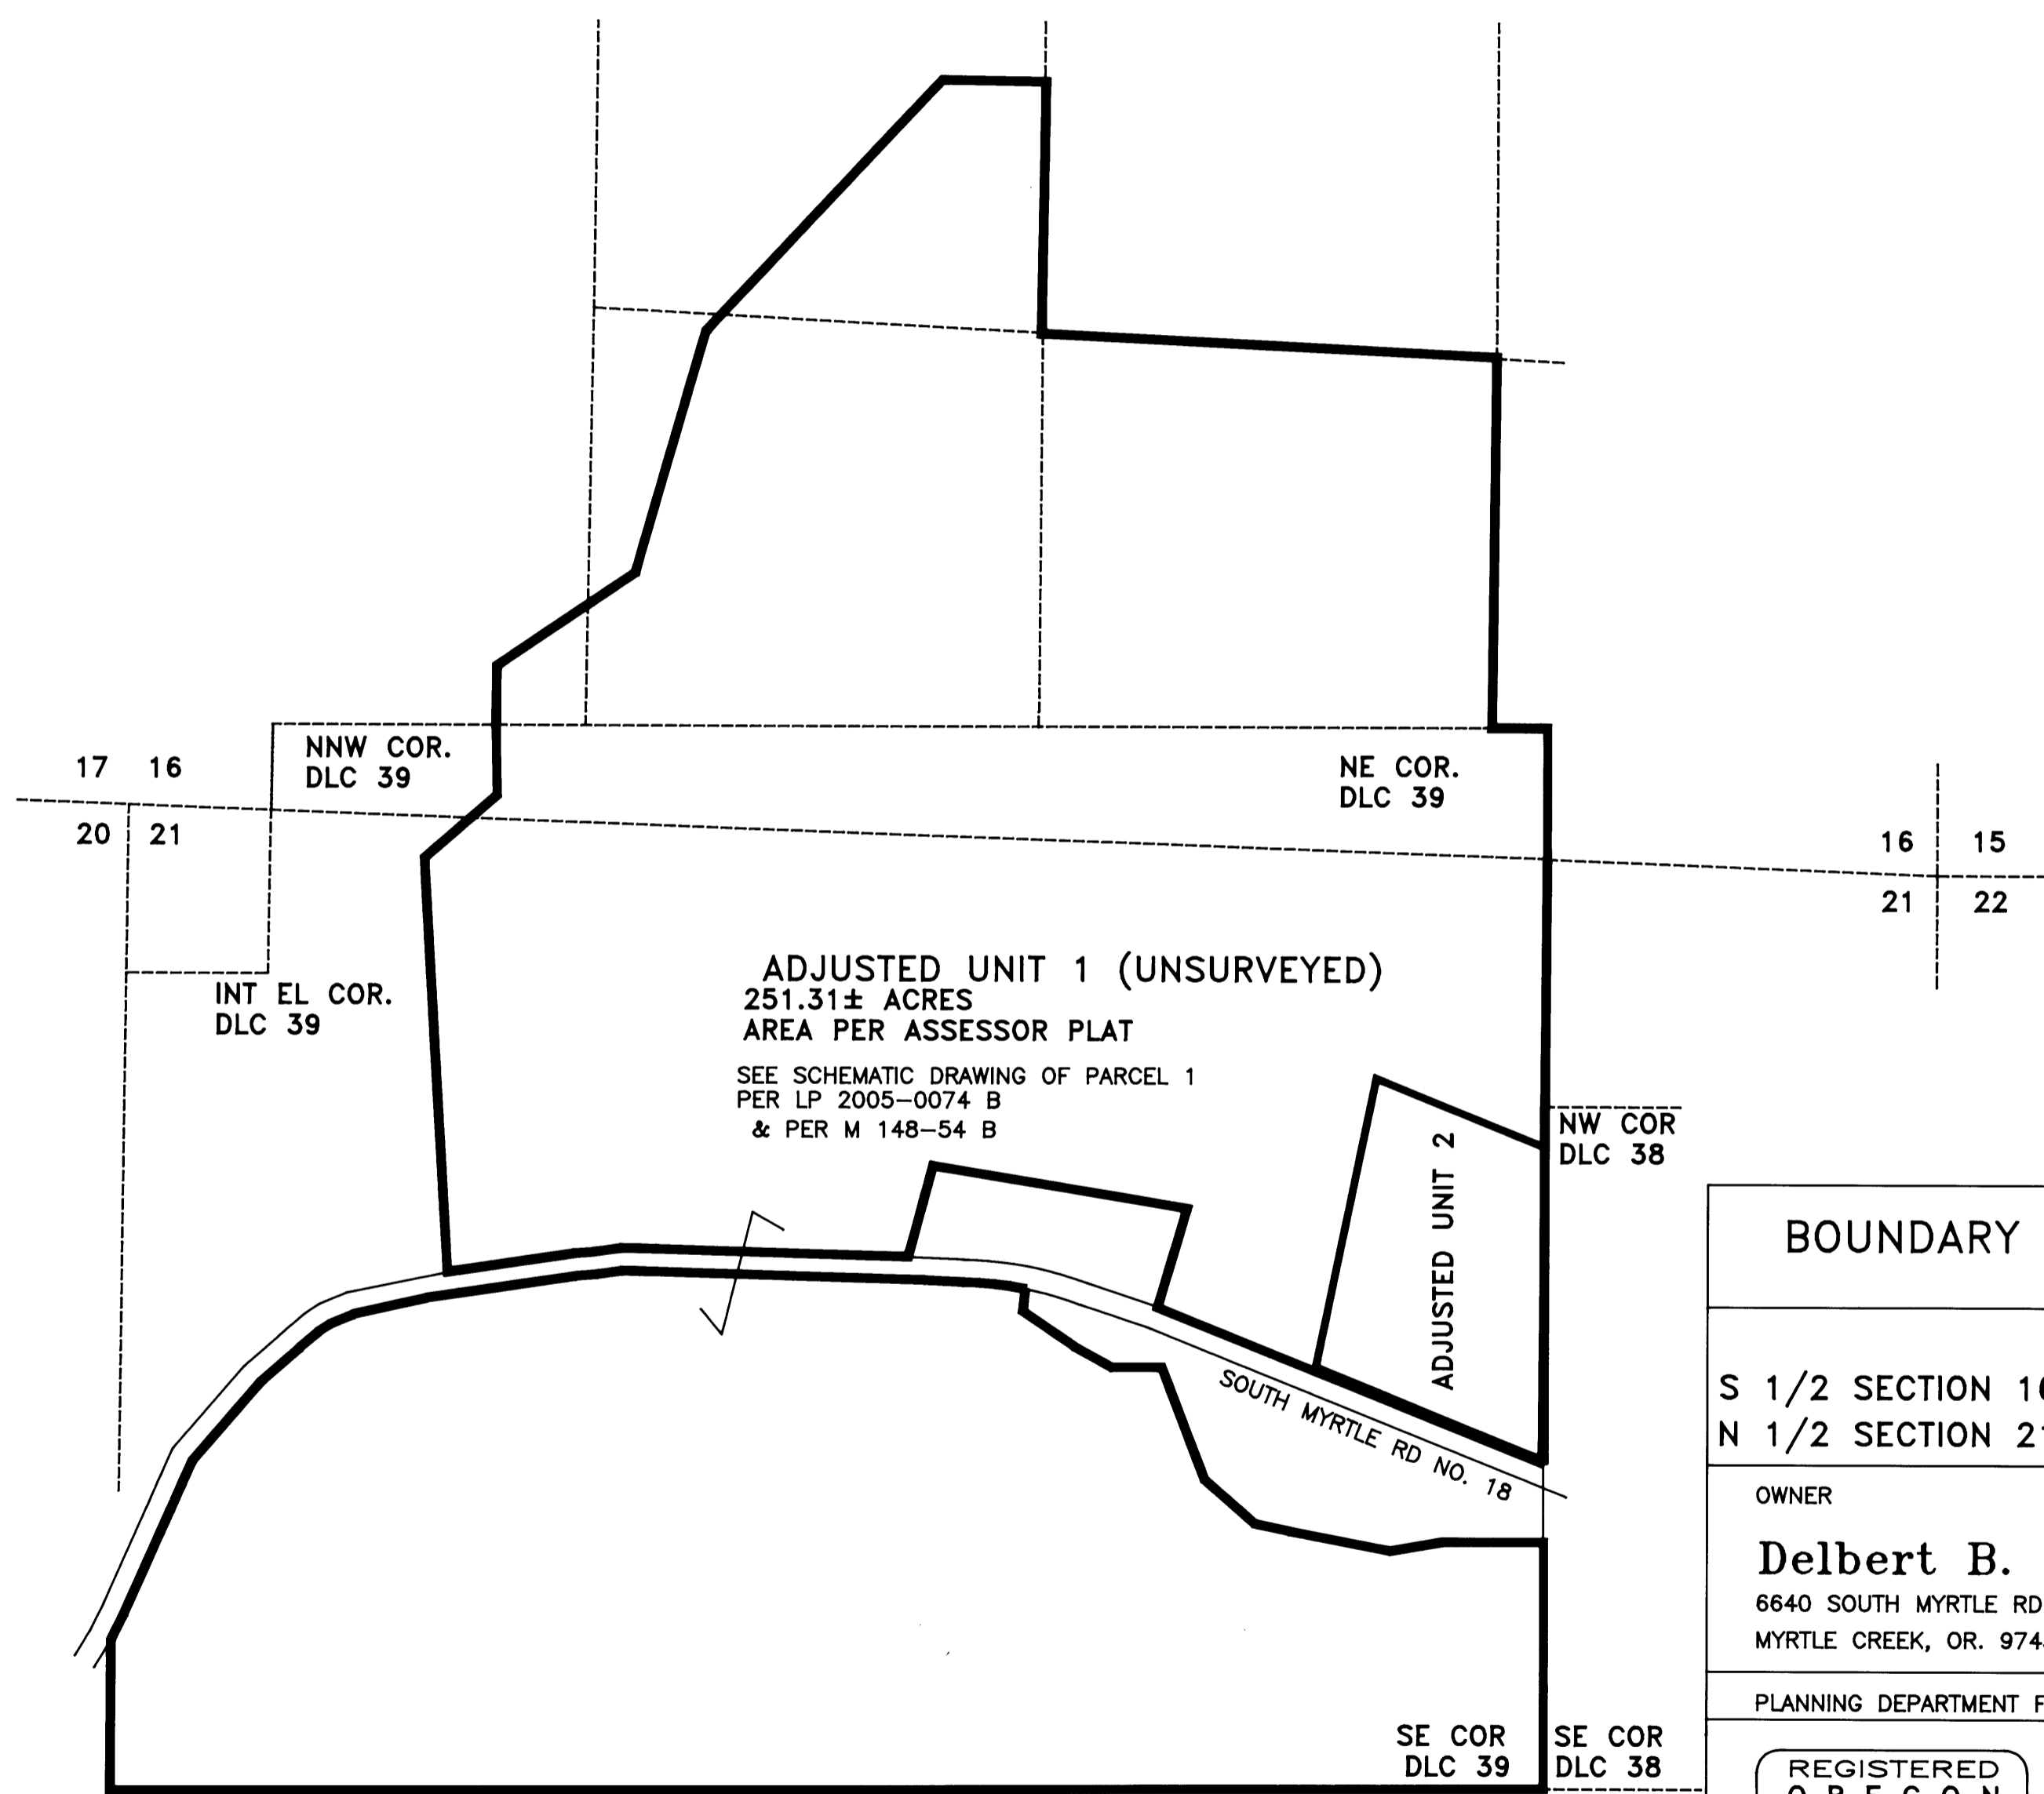 NNW COR.
DLC 39
17 16
20 21
NE COR.
DLC 39
16 15
21 22
INT EL COR.
DLC 39
ADJUSTED UNIT 1 (UNSURVEYED)
251.31± ACRES
AREA PER ASSESSOR PLAT
SEE SCHEMATIC DRAWING OF PARCEL 1
PER LP 2005-0074 B
& PER M 148-54 B
NW COR
DLC 38
ADJUSTED UNIT 2
SOUTH MYRTLE RD NO. 18
BOUNDARY
S 1/2 SECTION
N 1/2 SECTION
OWNER
Delbert B.
6640 SOUTH MYRTLE RD
MYRTLE CREEK, OR.
PLANNING DEPARTMENT
SE COR
DLC 39
SE COR
DLC 38
REGISTERED
OREGON